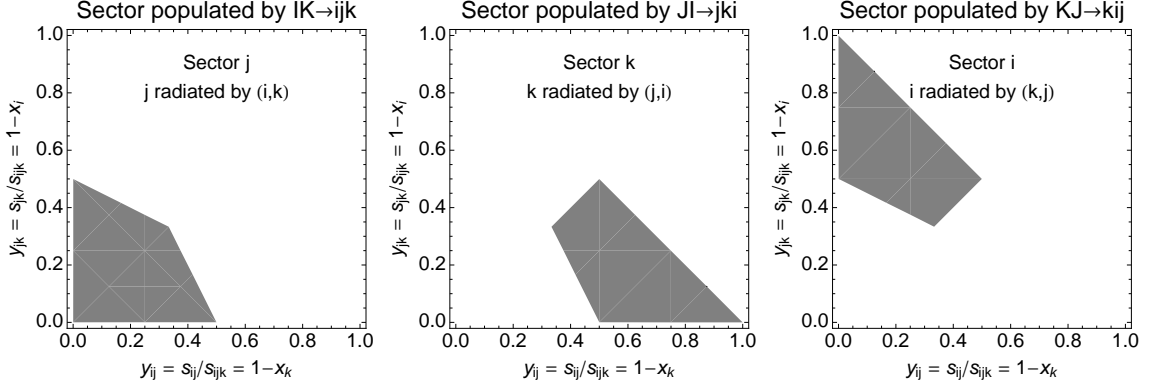 Sector populated by IK→ijk
Sector j
j radiated by (i,k)
y_jk = s_jk/s_ijk = 1−x_i
1.0
0.8
0.6
0.4
0.2
0.0
0.0 0.2 0.4 0.6 0.8 1.0
y_ij = s_ij/s_ijk = 1−x_k
Sector populated by JI→jki
Sector k
k radiated by (j,i)
y_jk = s_jk/s_ijk = 1−x_i
1.0
0.8
0.6
0.4
0.2
0.0
0.0 0.2 0.4 0.6 0.8 1.0
y_ij = s_ij/s_ijk = 1−x_k
Sector populated by KJ→kij
Sector i
i radiated by (k,j)
y_jk = s_jk/s_ijk = 1−x_i
1.0
0.8
0.6
0.4
0.2
0.0
0.0 0.2 0.4 0.6 0.8 1.0
y_ij = s_ij/s_ijk = 1−x_k